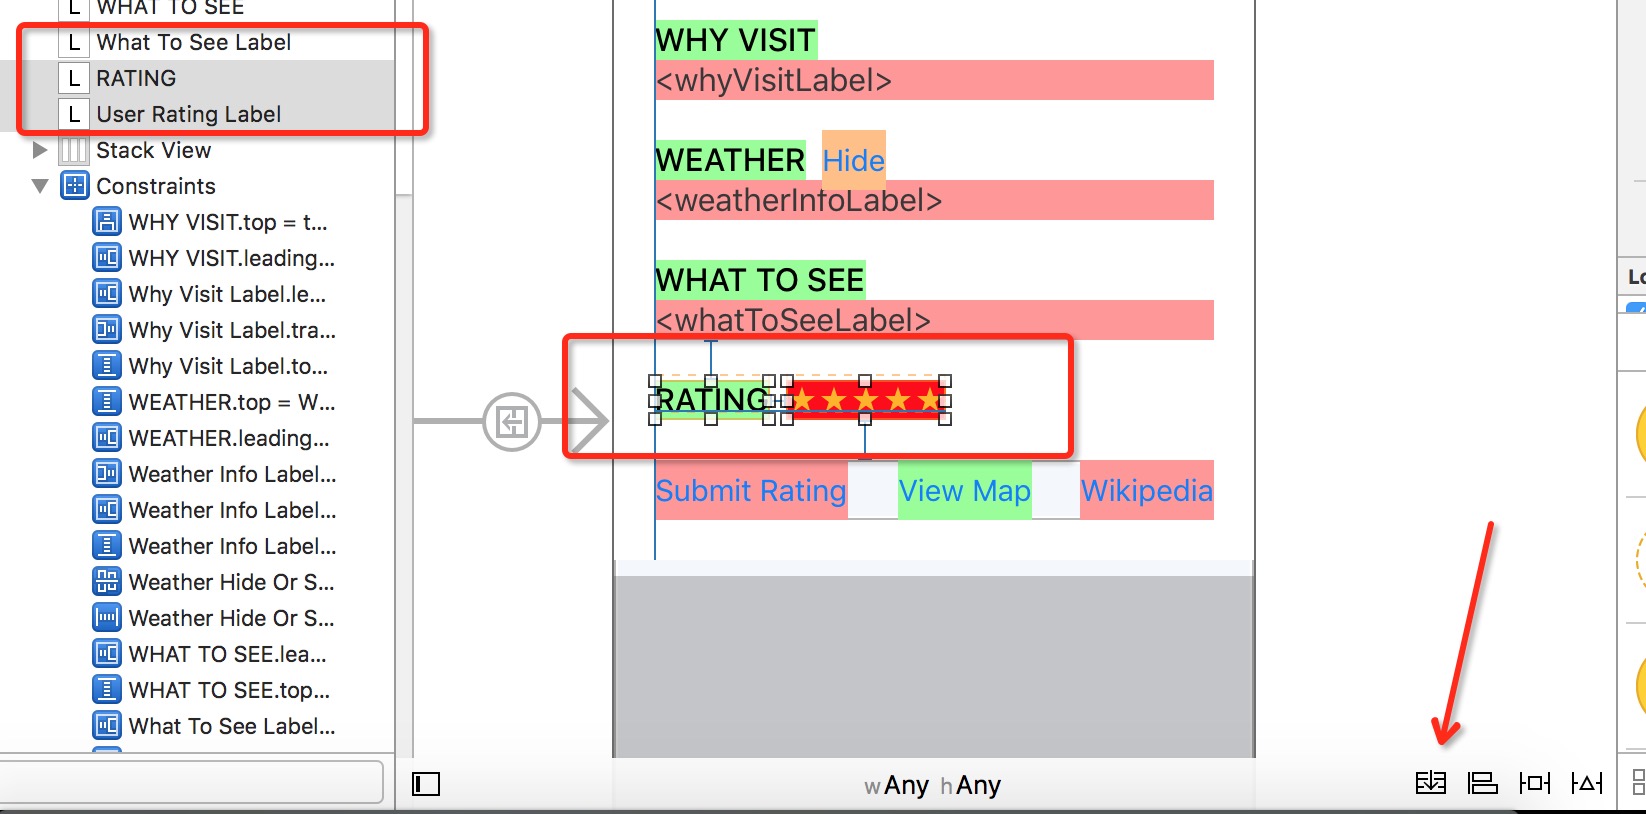 WHAT TO SEE
What To See Label
RATING
User Rating Label
Stack View
Constraints
WHY VISIT.top = t...
WHY VISIT.leading...
Why Visit Label.le...
Why Visit Label.tra...
Why Visit Label.to...
WEATHER.top = W...
WEATHER.leading...
Weather Info Label...
Weather Info Label...
Weather Info Label...
Weather Hide Or S...
Weather Hide Or S...
WHAT TO SEE.lea...
WHAT TO SEE.top...
What To See Label...
WHY VISIT
<whyVisitLabel>
WEATHER Hide
<weatherInfoLabel>
WHAT TO SEE
<whatToSeeLabel>
RATING ★★★★★
Submit Rating View Map Wikipedia
wAny hAny